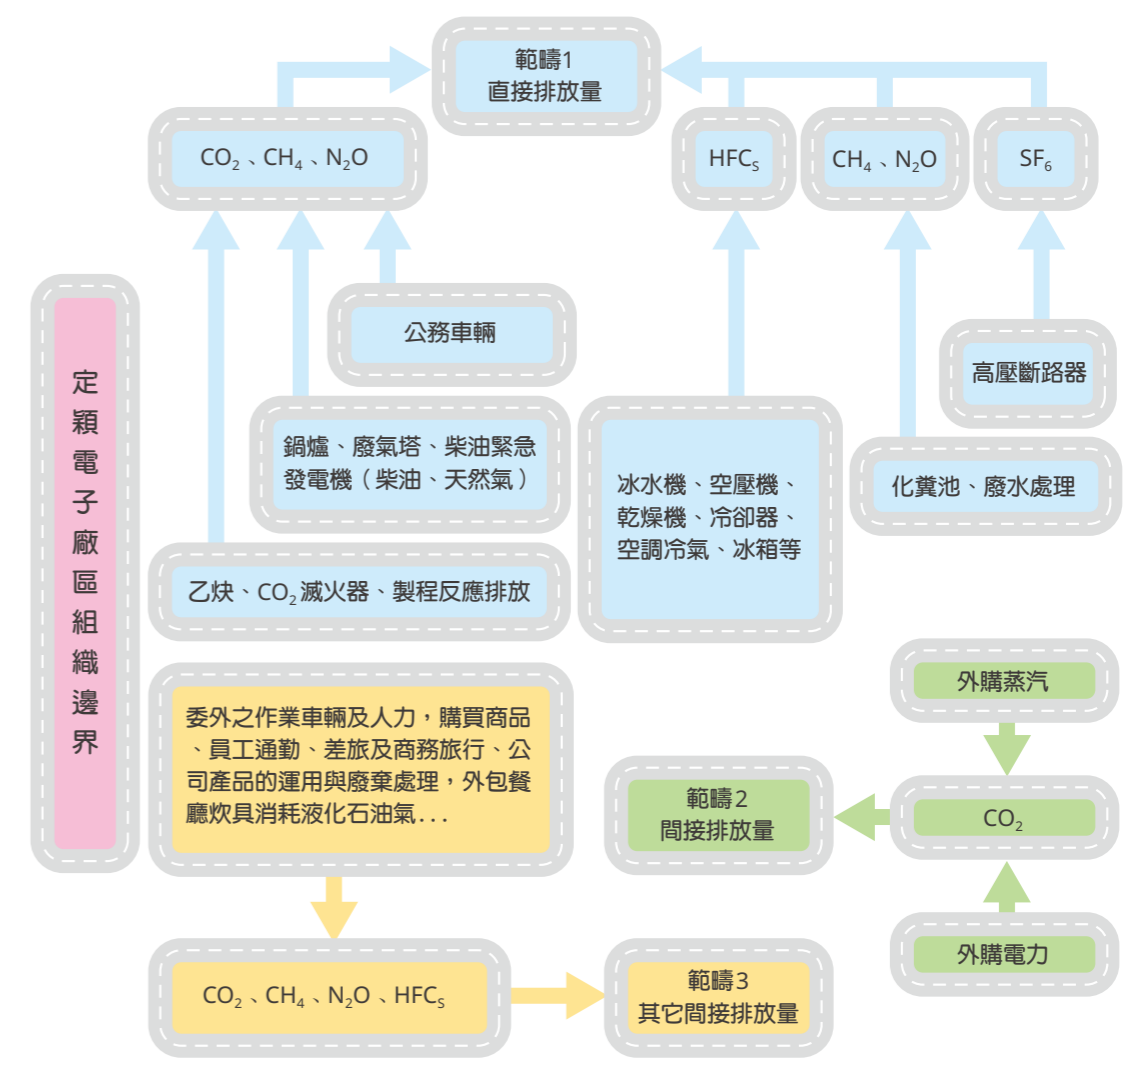 範疇1
直接排放量
CO₂、CH₄、N₂O
HFCₛ
CH₄、N₂O
SF₆
公務車輛
高壓斷路器
鍋爐、廢氣塔、柴油緊急
發電機（柴油、天然氣）
冰水機、空壓機、
乾燥機、冷卻器、
空調冷氣、冰箱等
化糞池、廢水處理
乙炔、CO₂滅火器、製程反應排放
定穎電子廠區組織邊界
委外之作業車輛及人力，購買商品
、員工通勤、差旅及商務旅行、公
司產品的運用與廢棄處理，外包餐
廳炊具消耗液化石油氣...
外購蒸汽
範疇2
間接排放量
CO₂
外購電力
CO₂、CH₄、N₂O、HFCₛ
範疇3
其它間接排放量